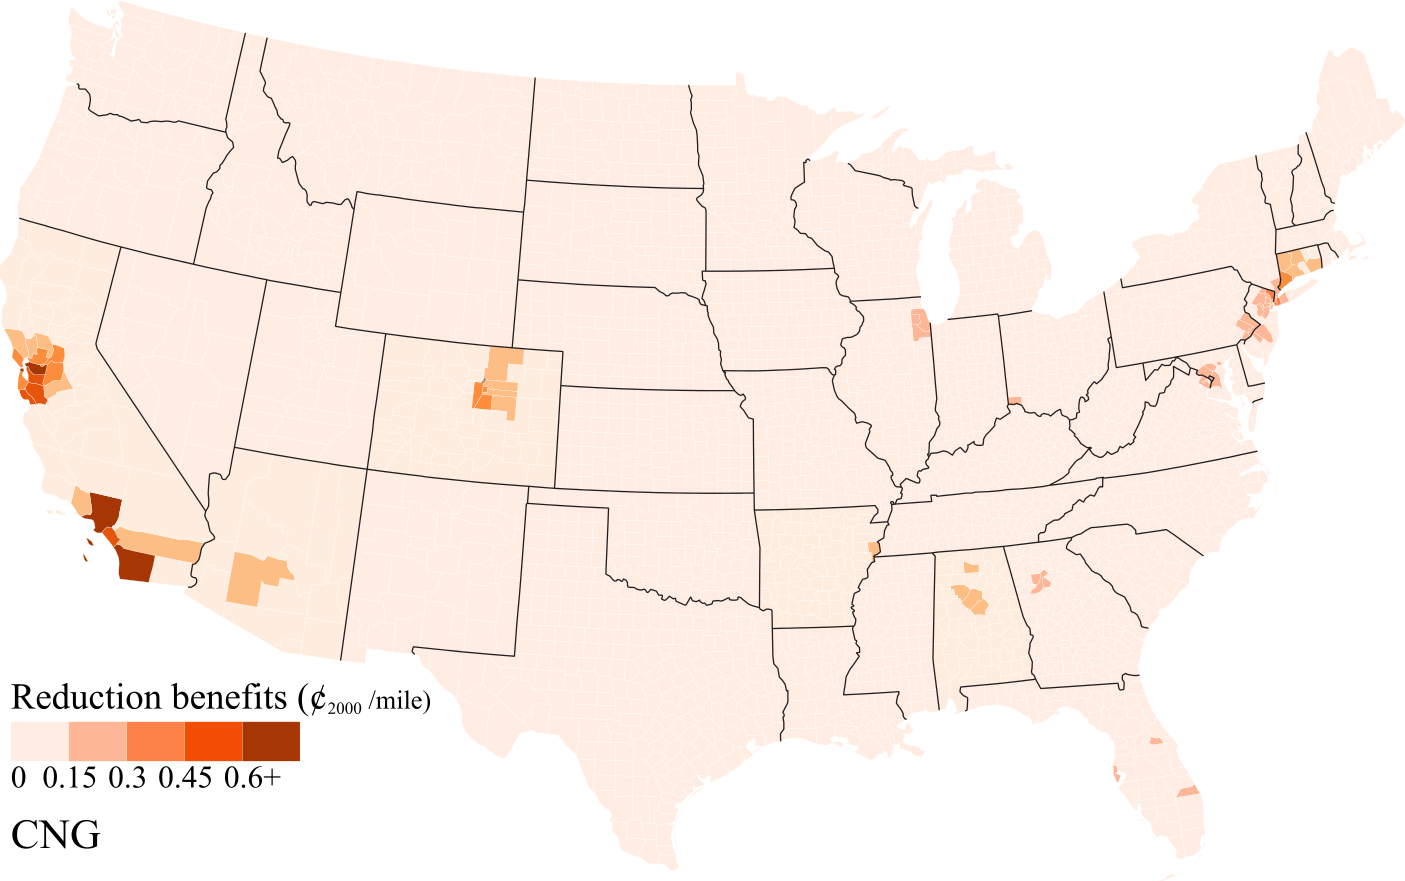 Reduction benefits (¢2000 /mile)
0 0.15 0.3 0.45 0.6+
CNG